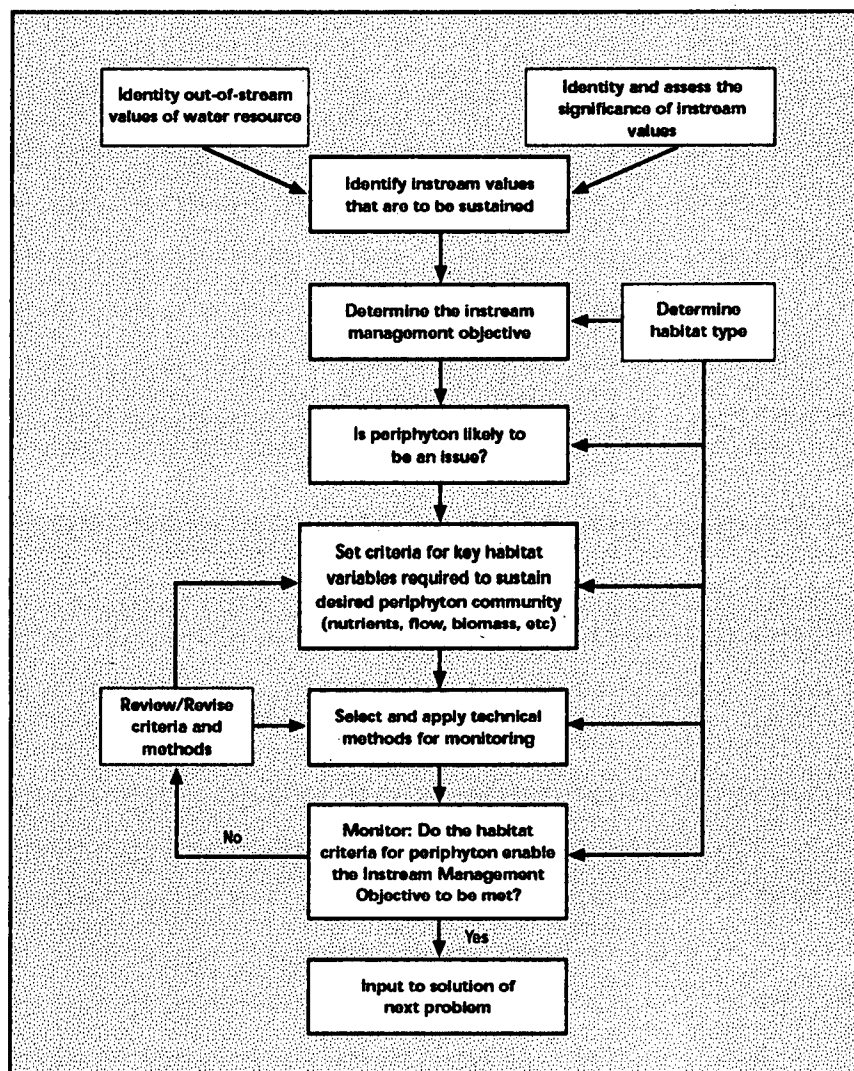 Identity out-of-stream
values of water resource
Identity and assess the
significance of instream
values
Identify instream values
that are to be sustained
Determine the instream
management objective
Determine
habitat type
Is periphyton likely to
be an issue?
Set criteria for key habitat
variables required to sustain
desired periphyton community
(nutrients, flow, biomass, etc)
Review/Revise
criteria and
methods
Select and apply technical
methods for monitoring
No
Monitor: Do the habitat
criteria for periphyton enable
the Instream Management
Objective to be met?
Yes
Input to solution of
next problem